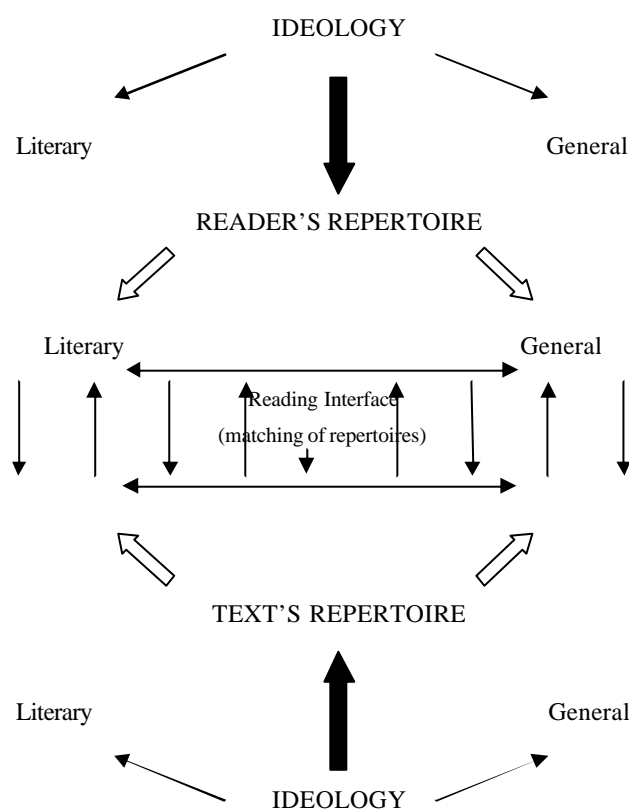 IDEOLOGY
Literary General
READER’S REPERTOIRE
Literary General
Reading Interface
(matching of repertoires)
TEXT’S REPERTOIRE
Literary General
IDEOLOGY